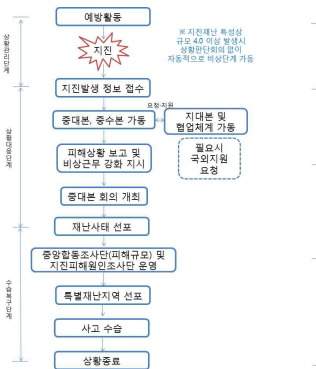 예방활동
※ 지진재난 특성상
규모 4.0 이상 발생시
상황판단회의 없이
자동적으로 비상단계 가동
지진
상황관리단계
지진발생 정보 접수
요청·지원
중대본, 중수본 가동
지대본 및
협업체계 가동
피해상황 보고 및
비상근무 강화 지시
필요시
국외지원
요청
상황대응단계
중대본 회의 개최
재난사태 선포
중앙합동조사단(피해규모) 및
지진피해원인조사단 운영
특별재난지역 선포
수습복구단계
사고 수습
상황종료